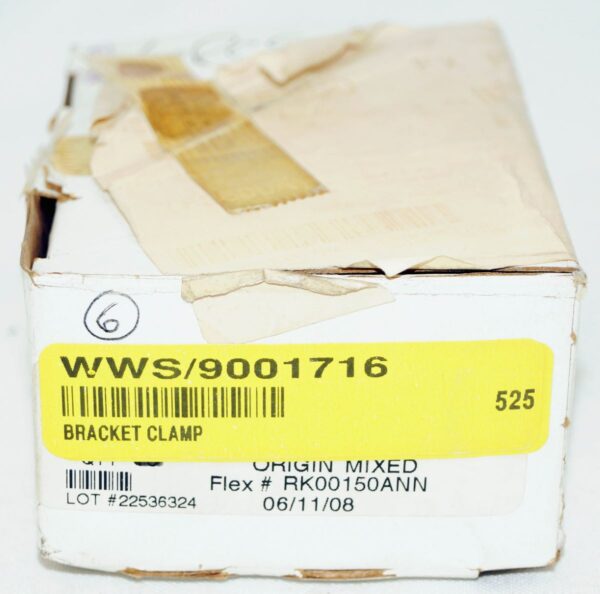 6
WWS/9001716
525
BRACKET CLAMP
ORIGIN MIXED
Flex # RK00150ANN
LOT #22536324
06/11/08